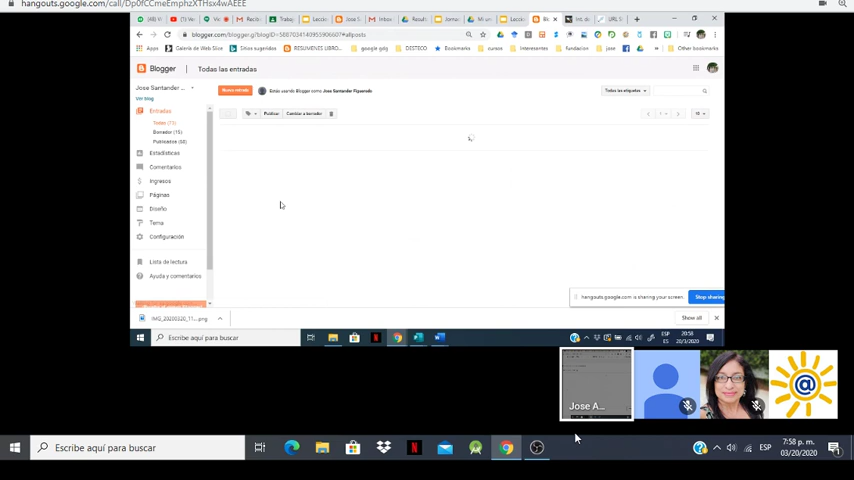 hangouts.google.com/call/Dp0fCCmeEmphzXTHsx4wAEEE
blogger.com/blogger.g/blogID=5887034140955906607#allposts
Apps Galería de Web Slice Sitios sugeridos RESUMENES LIBRO... google gdj DESTECO Bookmarks cursos Interesantes Fundacion jose Other bookmarks
Blogger Todas las entradas
Jose Santander
Ver blog
Nueva entrada
Estás usando Blogger como Jose Santander Figueredo
Todas las etiquetas
Publicar Cambiar a borrador
Entradas
Todas (73)
Borrador (15)
Publicadas (58)
Estadísticas
Comentarios
Ingresos
Páginas
Diseño
Tema
Configuración
Lista de lectura
Ayuda y comentarios
hangouts.google.com is sharing your screen.
Stop sharing
IMG_20200320_11....png
Show all
Escribe aquí para buscar
ESP
ES
20:58
20/3/2020
Jose A...
@
Escribe aquí para buscar
ESP
7:58 p. m.
03/20/2020